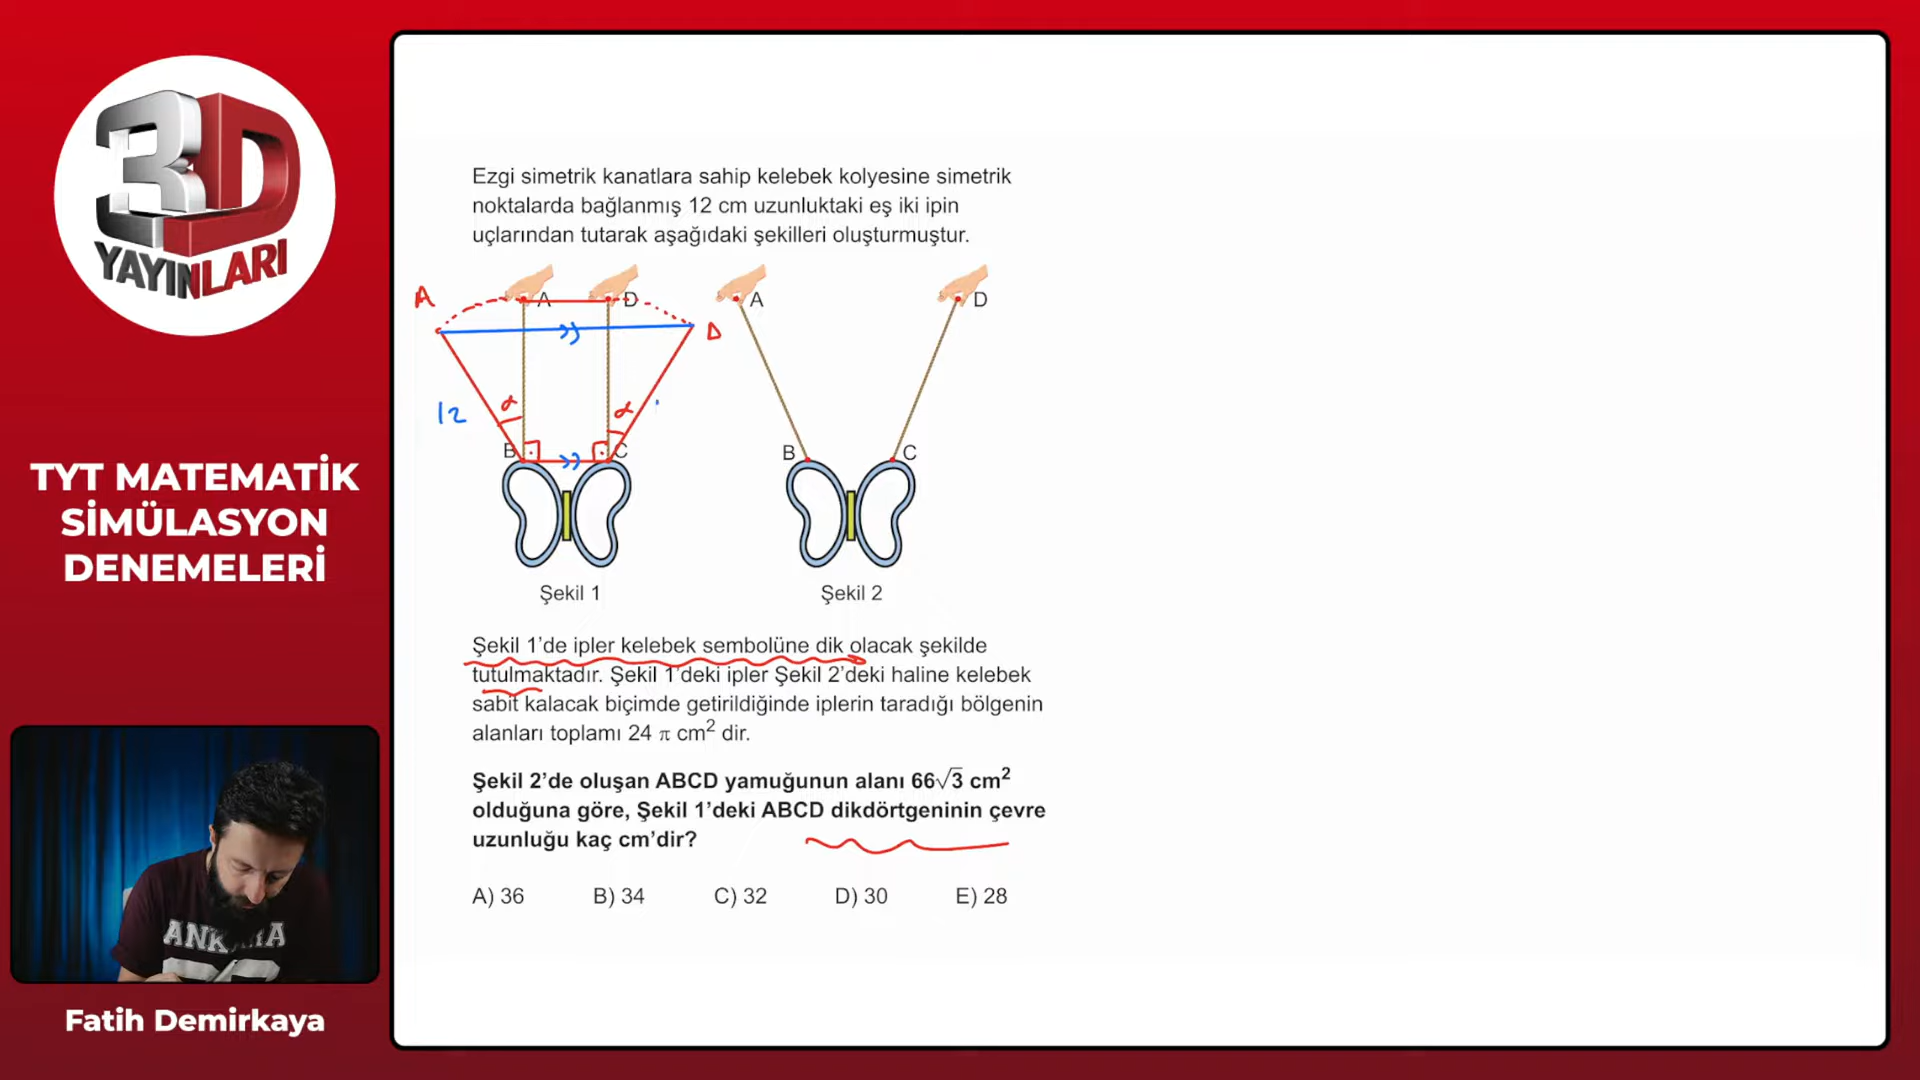 3D
YAYINLARI
TYT MATEMATİK
SİMÜLASYON
DENEMELERİ
ANKARA
Fatih Demirkaya
Ezgi simetrik kanatlara sahip kelebek kolyesine simetrik
noktalarda bağlanmış 12 cm uzunluktaki eş iki ipin
uçlarından tutarak aşağıdaki şekilleri oluşturmuştur.
A A D D
12 α α
B C
Şekil 1
A D
B C
Şekil 2
Şekil 1’de ipler kelebek sembolüne dik olacak şekilde
tutulmaktadır. Şekil 1’deki ipler Şekil 2’deki haline kelebek
sabit kalacak biçimde getirildiğinde iplerin taradığı bölgenin
alanları toplamı 24 π cm² dir.
Şekil 2’de oluşan ABCD yamuğunun alanı 66√3 cm²
olduğuna göre, Şekil 1’deki ABCD dikdörtgeninin çevre
uzunluğu kaç cm’dir?
A) 36 B) 34 C) 32 D) 30 E) 28